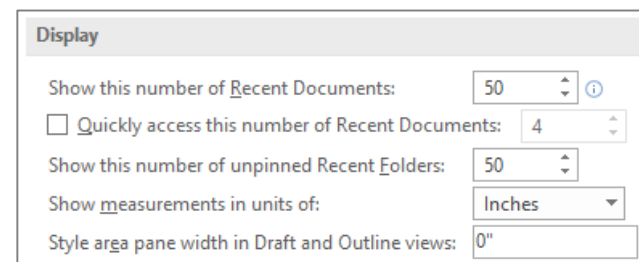 Display
Show this number of Recent Documents: 50
Quickly access this number of Recent Documents: 4
Show this number of unpinned Recent Folders: 50
Show measurements in units of: Inches
Style area pane width in Draft and Outline views: 0"